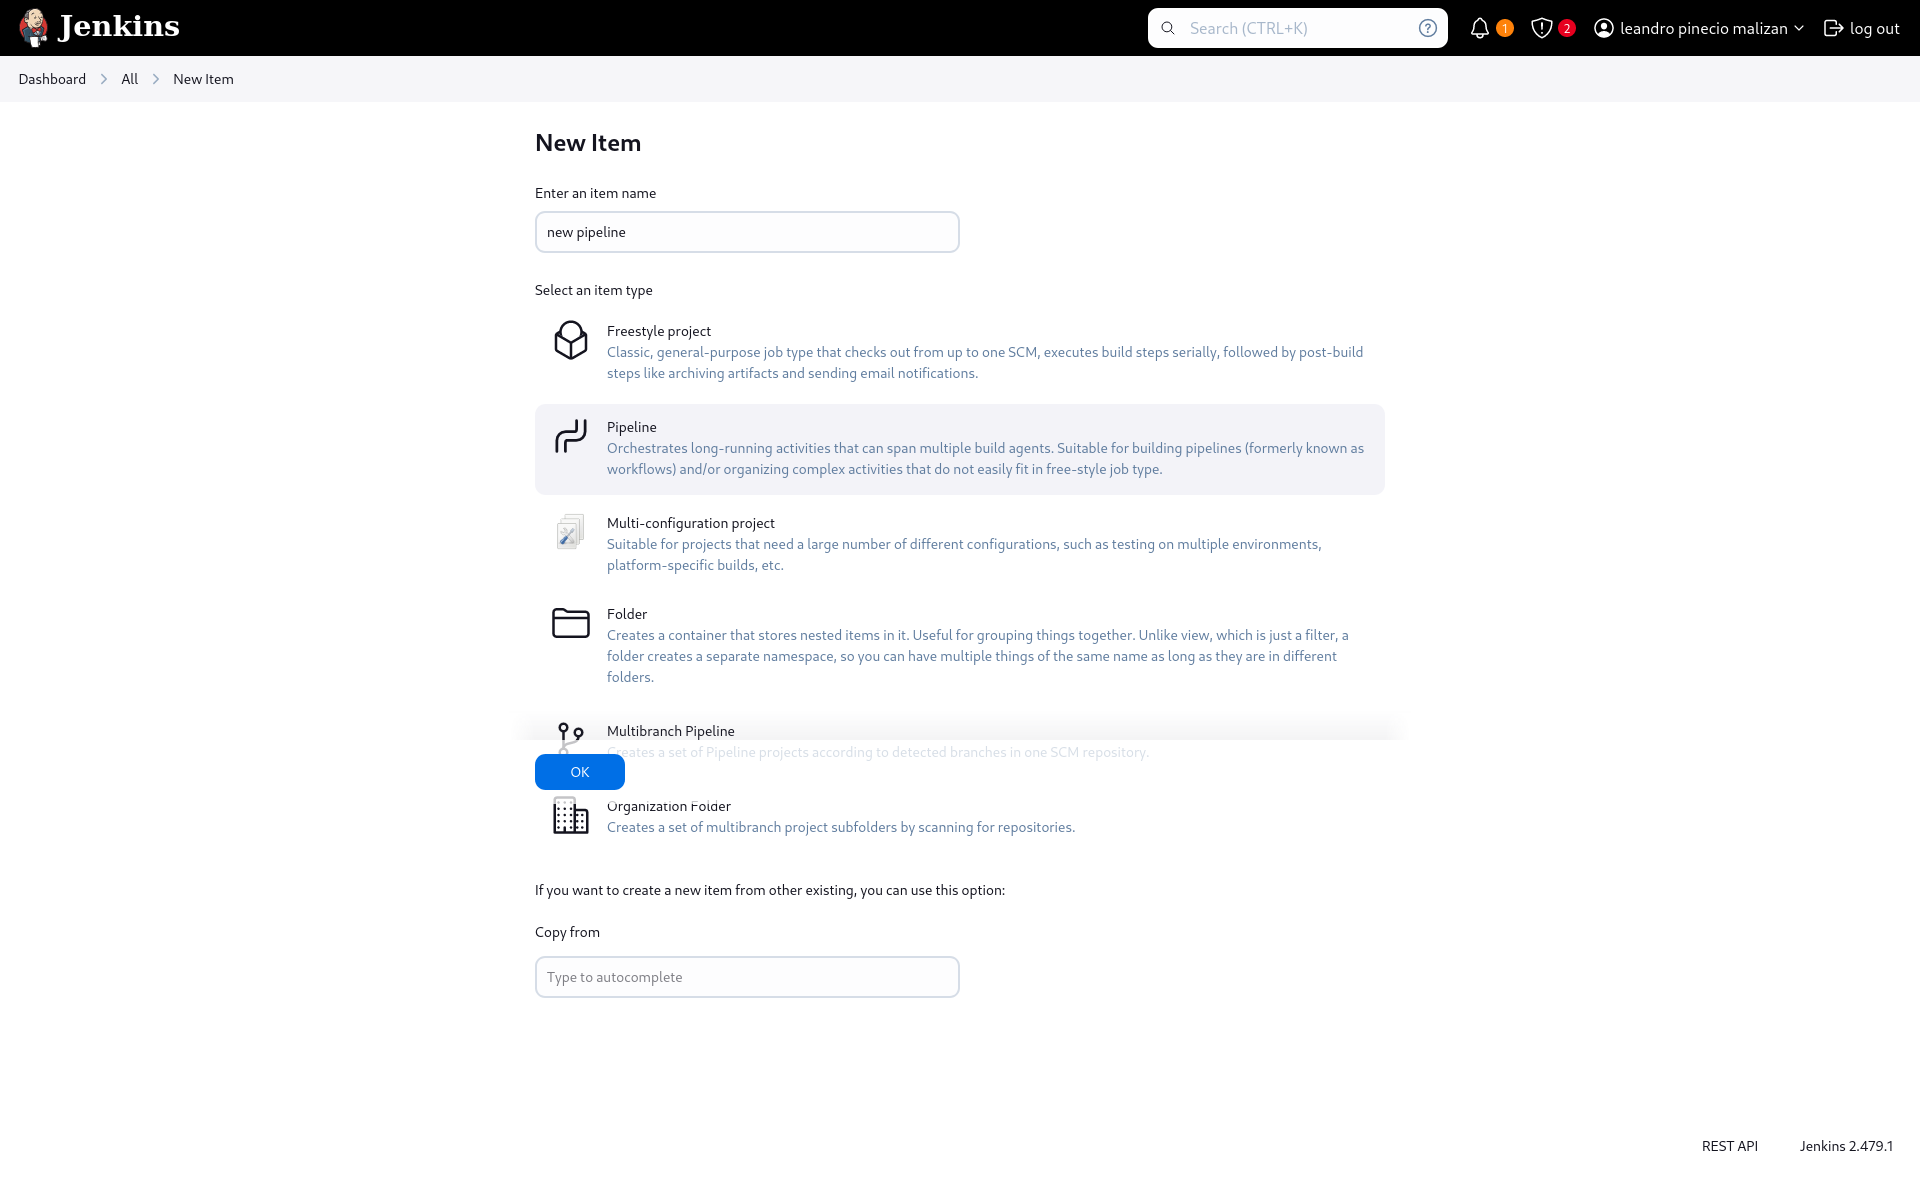 Jenkins
Search (CTRL+K)
1
2
leandro pinecio malizan
log out
Dashboard
All
New Item
New Item
Enter an item name
new pipeline
Select an item type
Freestyle project
Classic, general-purpose job type that checks out from up to one SCM, executes build steps serially, followed by post-build
steps like archiving artifacts and sending email notifications.
Pipeline
Orchestrates long-running activities that can span multiple build agents. Suitable for building pipelines (formerly known as
workflows) and/or organizing complex activities that do not easily fit in free-style job type.
Multi-configuration project
Suitable for projects that need a large number of different configurations, such as testing on multiple environments,
platform-specific builds, etc.
Folder
Creates a container that stores nested items in it. Useful for grouping things together. Unlike view, which is just a filter, a
folder creates a separate namespace, so you can have multiple things of the same name as long as they are in different
folders.
Multibranch Pipeline
Creates a set of Pipeline projects according to detected branches in one SCM repository.
OK
Organization Folder
Creates a set of multibranch project subfolders by scanning for repositories.
If you want to create a new item from other existing, you can use this option:
Copy from
Type to autocomplete
REST API
Jenkins 2.479.1